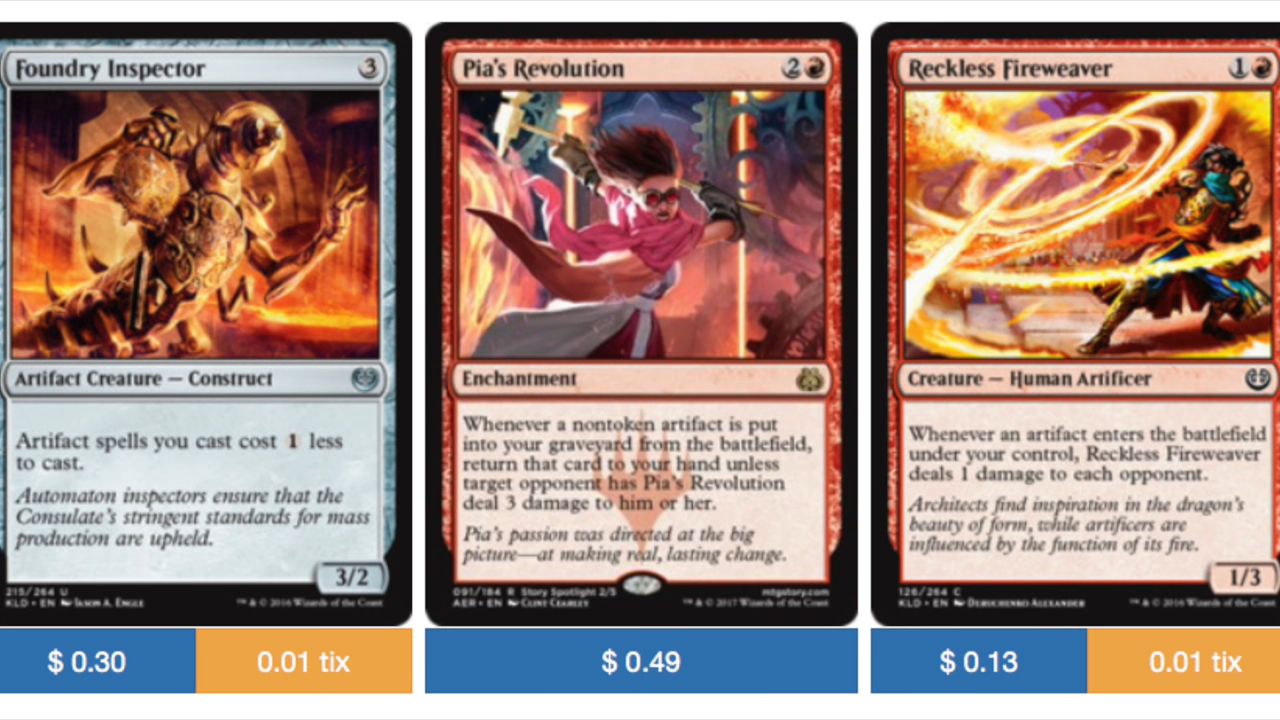 Foundry Inspector 3
Artifact Creature — Construct
Artifact spells you cast cost 1 less
to cast.
Automaton inspectors ensure that the
Consulate's stringent standards for mass
production are upheld.
3/2
215/264 U
KLD • EN Jason A. Engle
™ & © 2016 Wizards of the Coast
$ 0.30
0.01 tix
Pia's Revolution 2
Enchantment
Whenever a nontoken artifact is put
into your graveyard from the battlefield,
return that card to your hand unless
target opponent has Pia's Revolution
deal 3 damage to him or her.
Pia's passion was directed at the big
picture—at making real, lasting change.
091/184 R Story Spotlight 2/5
mtgstory.com
AER • EN Clint Cearley
™ & © 2017 Wizards of the Coast
$ 0.49
Reckless Fireweaver 1
Creature — Human Artificer
Whenever an artifact enters the battlefield
under your control, Reckless Fireweaver
deals 1 damage to each opponent.
Architects find inspiration in the dragon's
beauty of form, while artificers are
influenced by the function of its fire.
1/3
126/264 C
KLD • EN Deruchenko Alexander
™ & © 2016 Wizards of the Coast
$ 0.13
0.01 tix